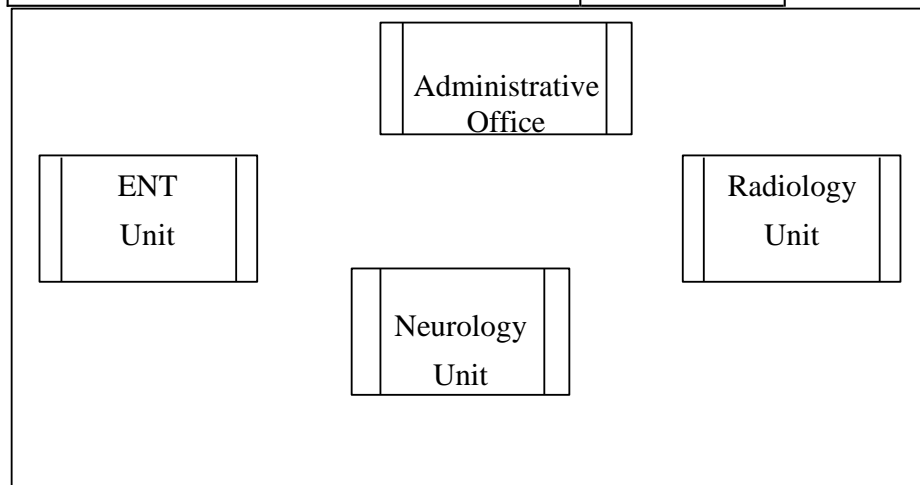 Administrative
Office
ENT
Unit
Radiology
Unit
Neurology
Unit